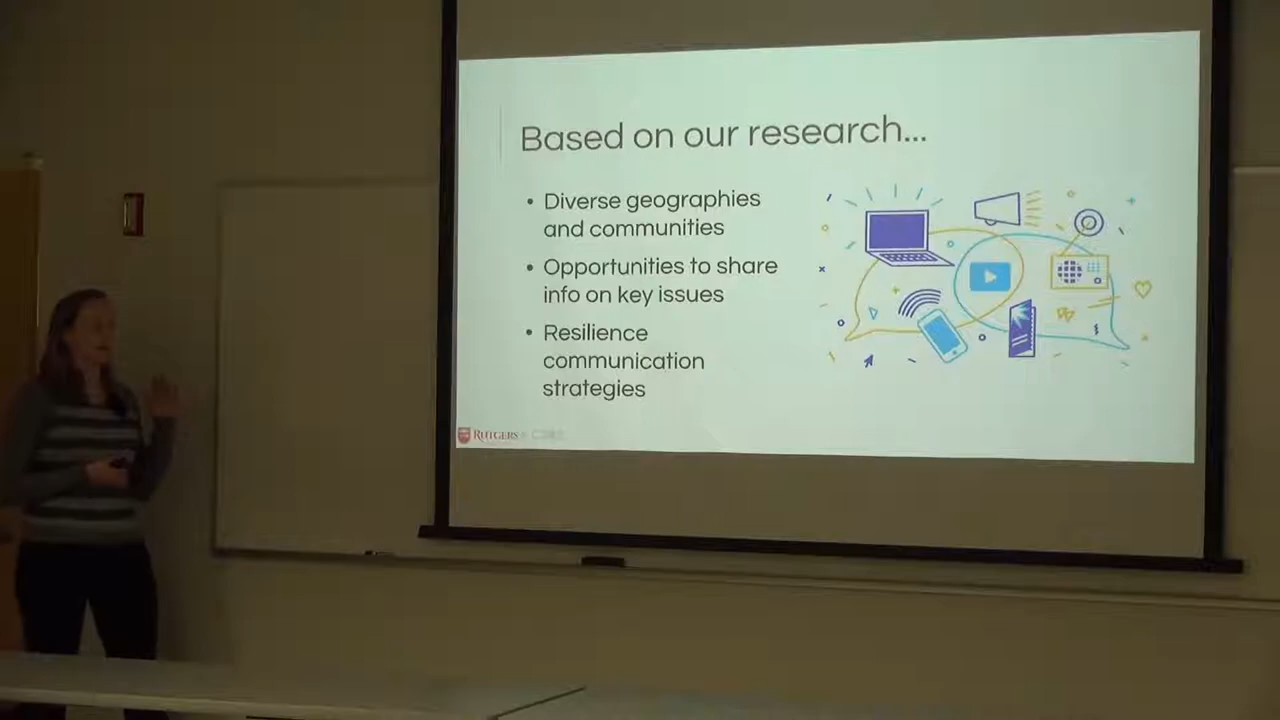 Based on our research...
• Diverse geographies
and communities
• Opportunities to share
info on key issues
• Resilience
communication
strategies
RUTGERS